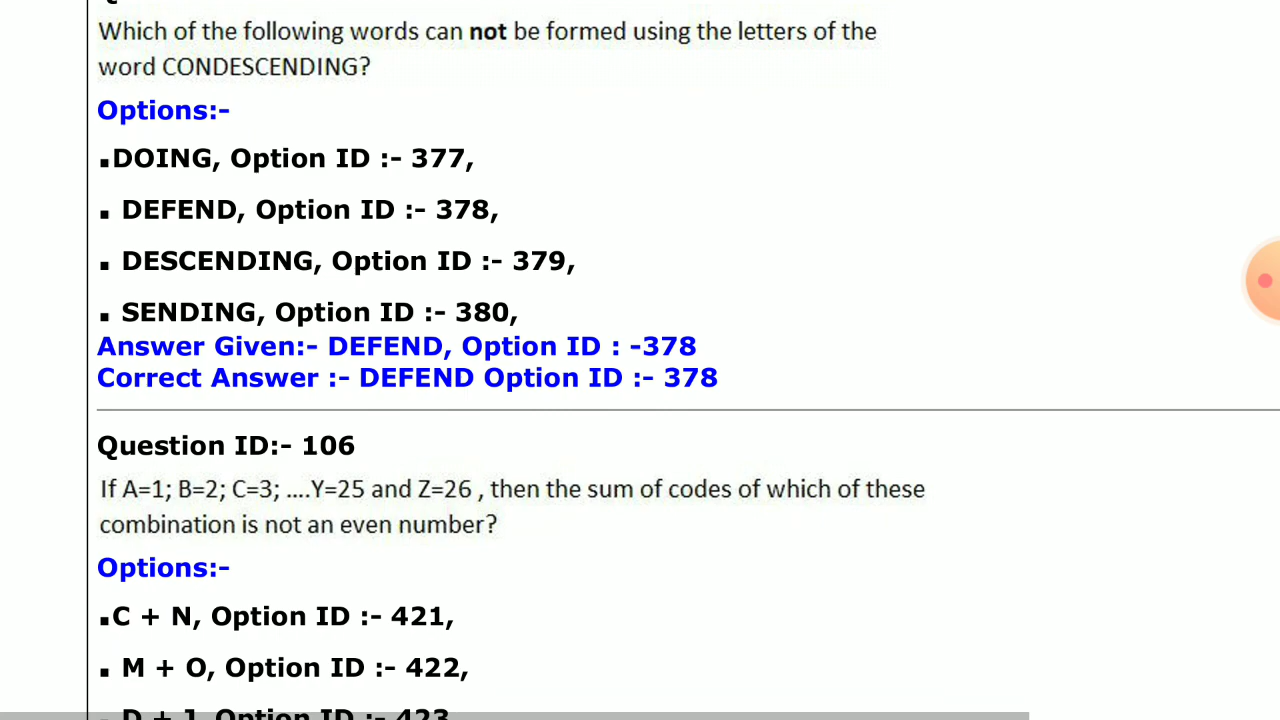 Which of the following words can not be formed using the letters of the
word CONDESCENDING?
Options:-
▪DOING, Option ID :- 377,
▪ DEFEND, Option ID :- 378,
▪ DESCENDING, Option ID :- 379,
▪ SENDING, Option ID :- 380,
Answer Given:- DEFEND, Option ID : -378
Correct Answer :- DEFEND Option ID :- 378
Question ID:- 106
If A=1; B=2; C=3; ....Y=25 and Z=26 , then the sum of codes of which of these
combination is not an even number?
Options:-
▪C + N, Option ID :- 421,
▪ M + O, Option ID :- 422,
Option ID :- 423